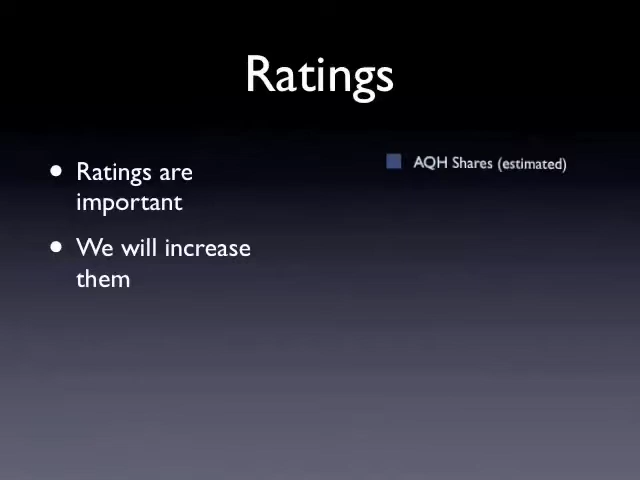 Ratings
• Ratings are
important
• We will increase
them
AQH Shares (estimated)